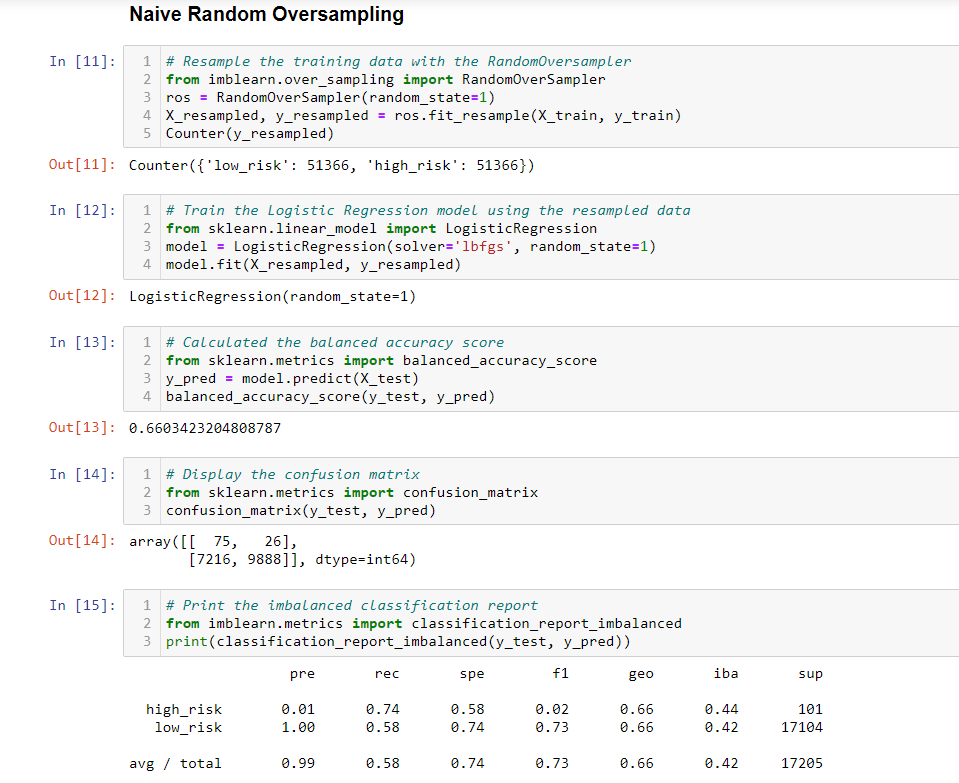 Naive Random Oversampling
In [11]:
1 # Resample the training data with the RandomOversampler
2 from imblearn.over_sampling import RandomOverSampler
3 ros = RandomOverSampler(random_state=1)
4 X_resampled, y_resampled = ros.fit_resample(X_train, y_train)
5 Counter(y_resampled)
Out[11]: Counter({'low_risk': 51366, 'high_risk': 51366})
In [12]:
1 # Train the Logistic Regression model using the resampled data
2 from sklearn.linear_model import LogisticRegression
3 model = LogisticRegression(solver='lbfgs', random_state=1)
4 model.fit(X_resampled, y_resampled)
Out[12]: LogisticRegression(random_state=1)
In [13]:
1 # Calculated the balanced accuracy score
2 from sklearn.metrics import balanced_accuracy_score
3 y_pred = model.predict(X_test)
4 balanced_accuracy_score(y_test, y_pred)
Out[13]: 0.6603423204808787
In [14]:
1 # Display the confusion matrix
2 from sklearn.metrics import confusion_matrix
3 confusion_matrix(y_test, y_pred)
Out[14]: array([[  75,   26],
       [7216, 9888]], dtype=int64)
In [15]:
1 # Print the imbalanced classification report
2 from imblearn.metrics import classification_report_imbalanced
3 print(classification_report_imbalanced(y_test, y_pred))
pre rec spe f1 geo iba sup
high_risk 0.01 0.74 0.58 0.02 0.66 0.44 101
low_risk 1.00 0.58 0.74 0.73 0.66 0.42 17104
avg / total 0.99 0.58 0.74 0.73 0.66 0.42 17205